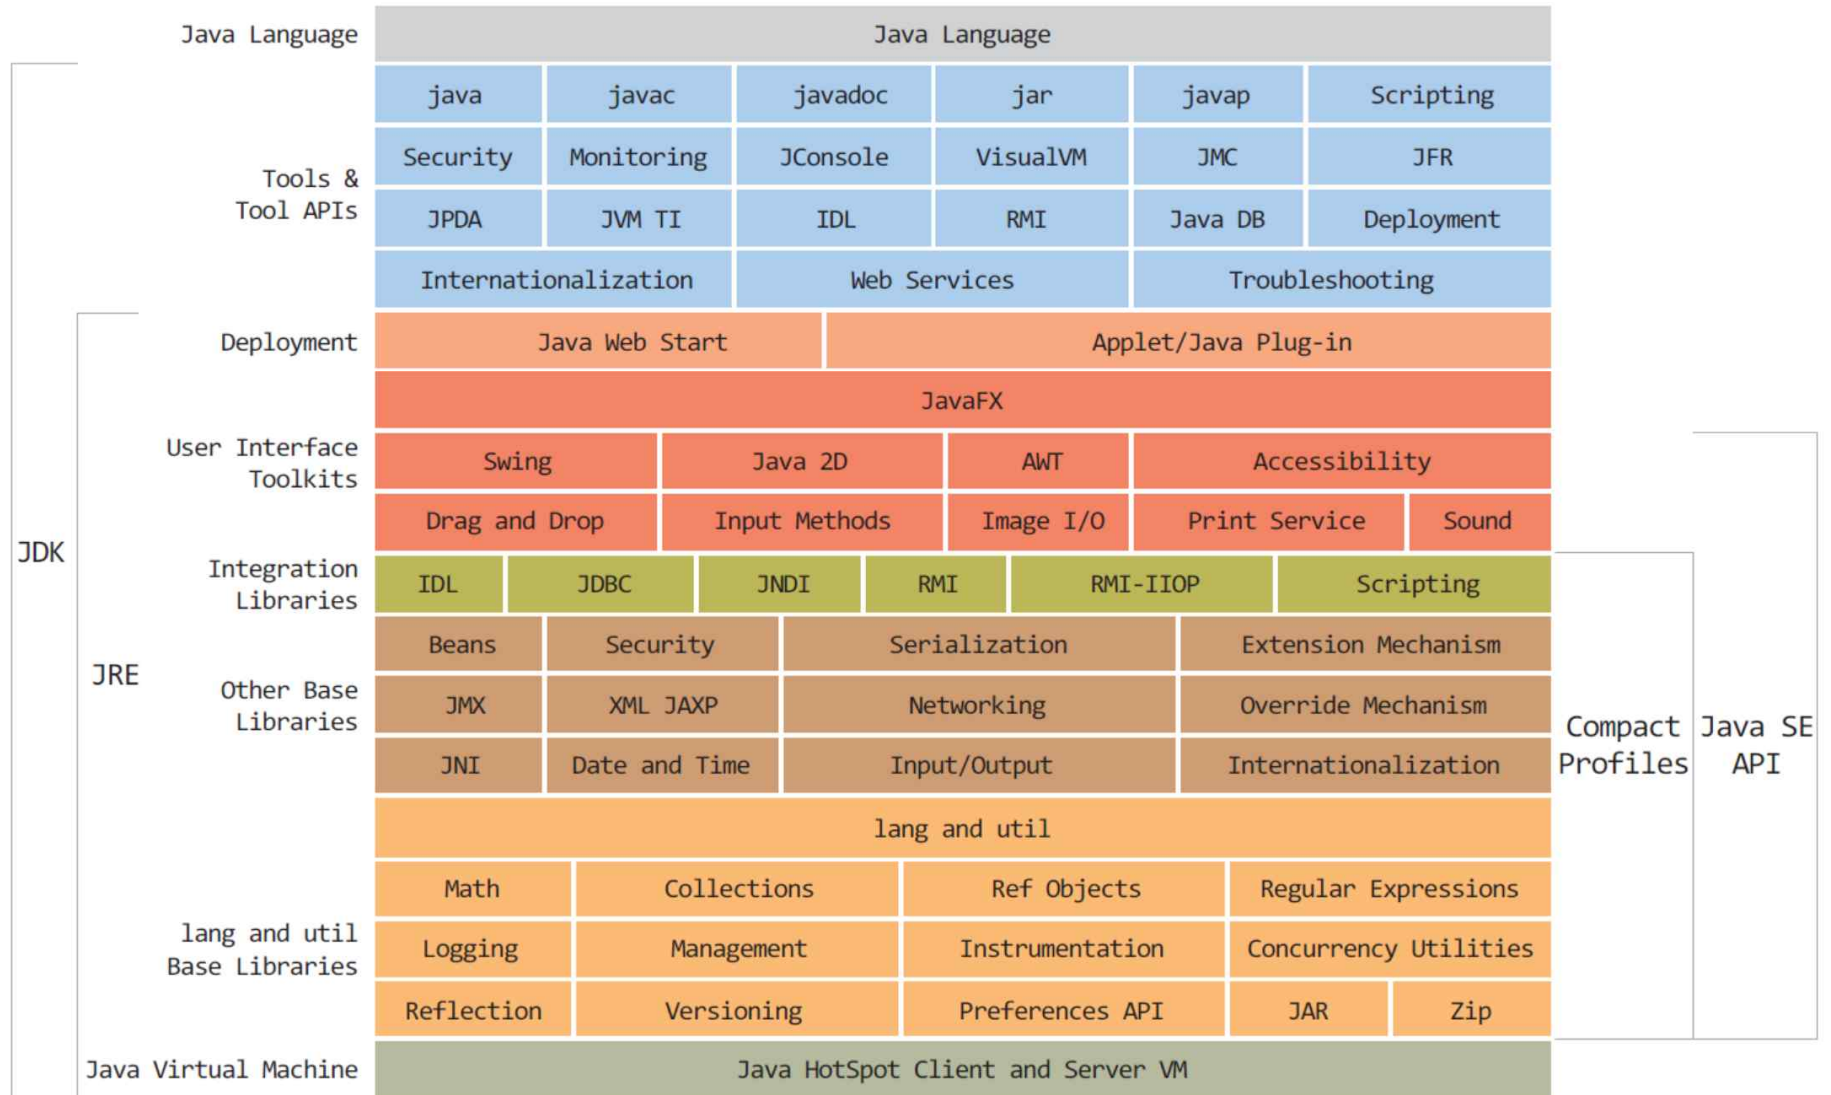 Java Language
Java Language
java javac javadoc jar javap Scripting
Tools &
Tool APIs
Security Monitoring JConsole VisualVM JMC JFR
JPDA JVM TI IDL RMI Java DB Deployment
Internationalization Web Services Troubleshooting
Deployment
Java Web Start Applet/Java Plug-in
JavaFX
User Interface
Toolkits
Swing Java 2D AWT Accessibility
Drag and Drop Input Methods Image I/O Print Service Sound
JDK
Integration
Libraries
IDL JDBC JNDI RMI RMI-IIOP Scripting
Beans Security Serialization Extension Mechanism
JRE
Other Base
Libraries
JMX XML JAXP Networking Override Mechanism
JNI Date and Time Input/Output Internationalization
Compact
Profiles
Java SE
API
lang and util
Math Collections Ref Objects Regular Expressions
lang and util
Base Libraries
Logging Management Instrumentation Concurrency Utilities
Reflection Versioning Preferences API JAR Zip
Java Virtual Machine
Java HotSpot Client and Server VM